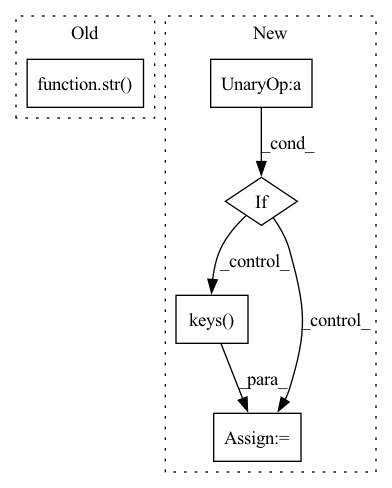 Old
New
function.str()
UnaryOp:a
_cond_
If
_control_
keys()
_control_
_para_
Assign:=